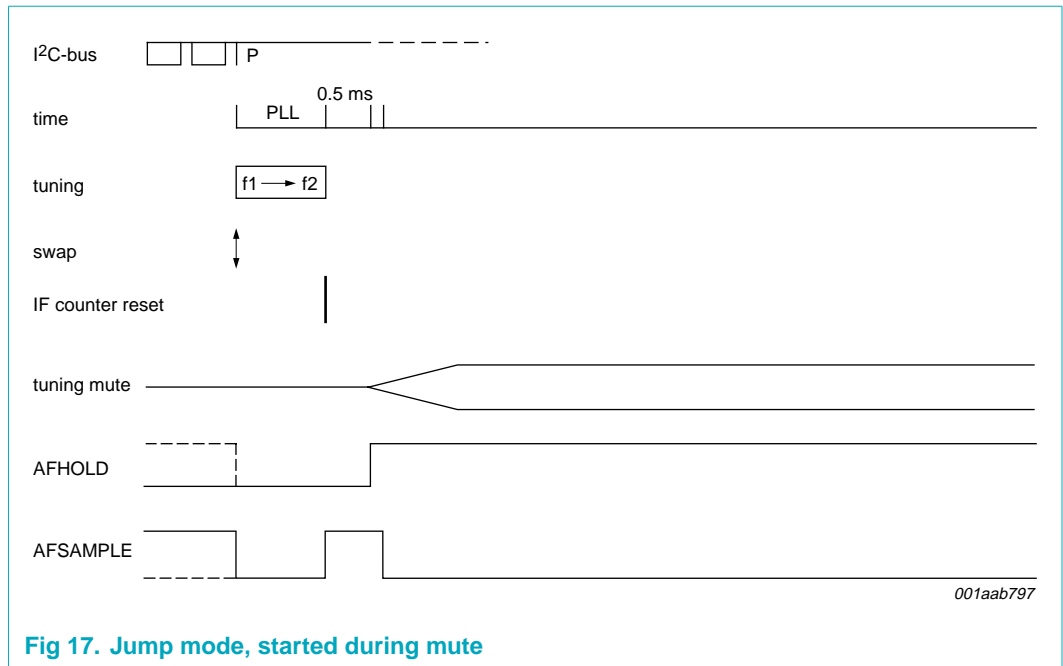 I²C-bus
P
0.5 ms
time
PLL
tuning
f1 → f2
swap
IF counter reset
tuning mute
AFHOLD
AFSAMPLE
001aab797
Fig 17. Jump mode, started during mute